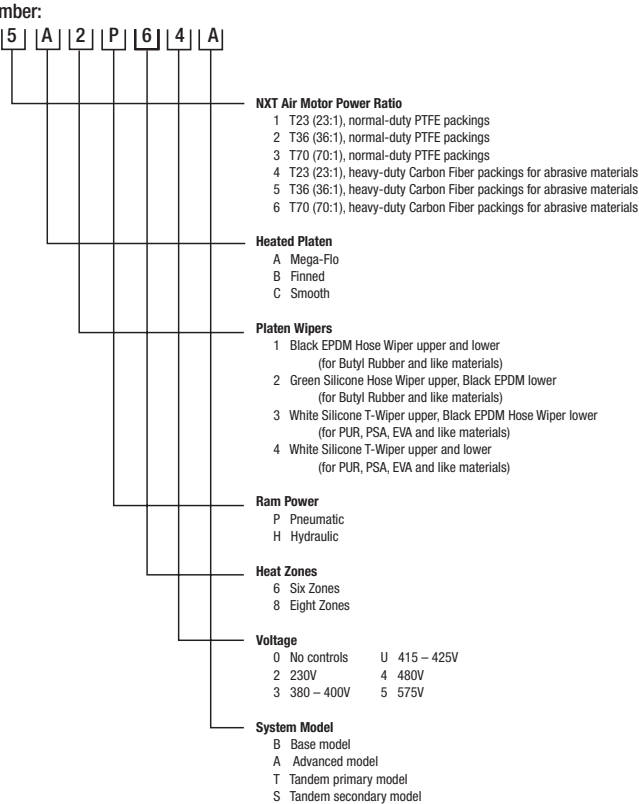 mber:
5 A 2 P 6 4 A
NXT Air Motor Power Ratio
1 T23 (23:1), normal-duty PTFE packings
2 T36 (36:1), normal-duty PTFE packings
3 T70 (70:1), normal-duty PTFE packings
4 T23 (23:1), heavy-duty Carbon Fiber packings for abrasive materials
5 T36 (36:1), heavy-duty Carbon Fiber packings for abrasive materials
6 T70 (70:1), heavy-duty Carbon Fiber packings for abrasive materials
Heated Platen
A Mega-Flo
B Finned
C Smooth
Platen Wipers
1 Black EPDM Hose Wiper upper and lower
(for Butyl Rubber and like materials)
2 Green Silicone Hose Wiper upper, Black EPDM lower
(for Butyl Rubber and like materials)
3 White Silicone T-Wiper upper, Black EPDM Hose Wiper lower
(for PUR, PSA, EVA and like materials)
4 White Silicone T-Wiper upper and lower
(for PUR, PSA, EVA and like materials)
Ram Power
P Pneumatic
H Hydraulic
Heat Zones
6 Six Zones
8 Eight Zones
Voltage
0 No controls U 415 – 425V
2 230V 4 480V
3 380 – 400V 5 575V
System Model
B Base model
A Advanced model
T Tandem primary model
S Tandem secondary model